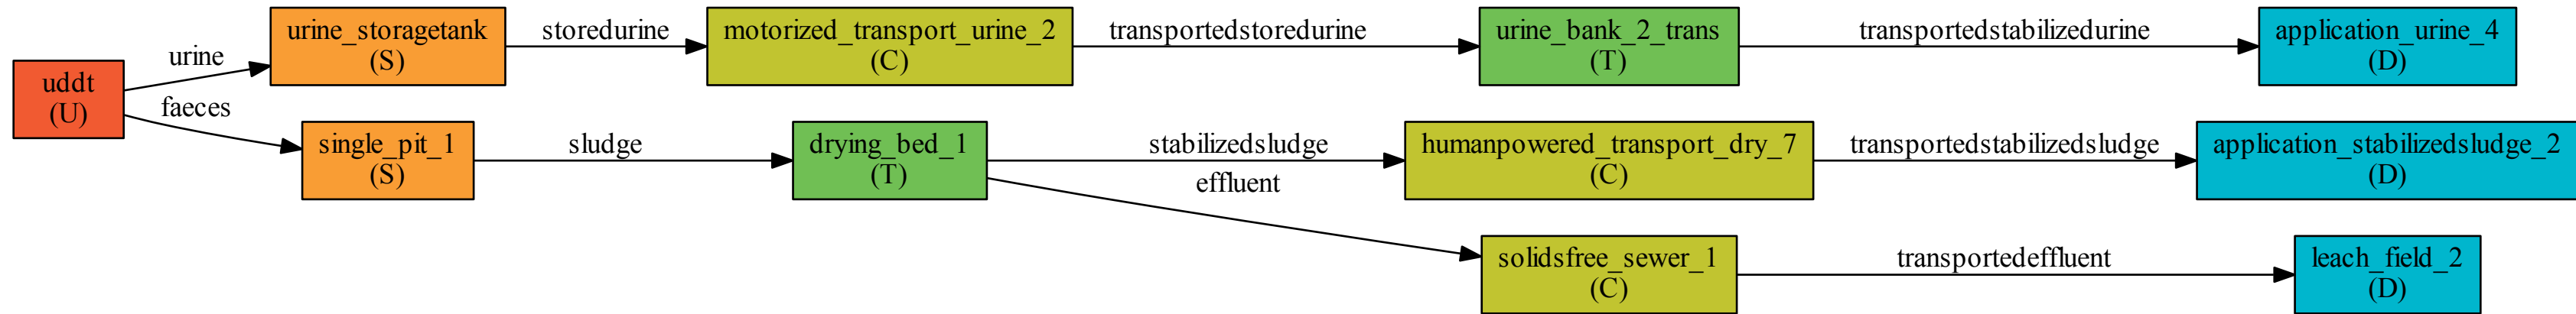 urine_storagetank
(S)
storedurine
motorized_transport_urine_2
(C)
transportedstoredurine
urine_bank_2_trans
(T)
transportedstabilizedurine
application_urine_4
(D)
urine
uddt
(U)
faeces
single_pit_1
(S)
sludge
drying_bed_1
(T)
stabilizedsludge
effluent
humanpowered_transport_dry_7
(C)
transportedstabilizedsludge
application_stabilizedsludge_2
(D)
solidsfree_sewer_1
(C)
transportedeffluent
leach_field_2
(D)